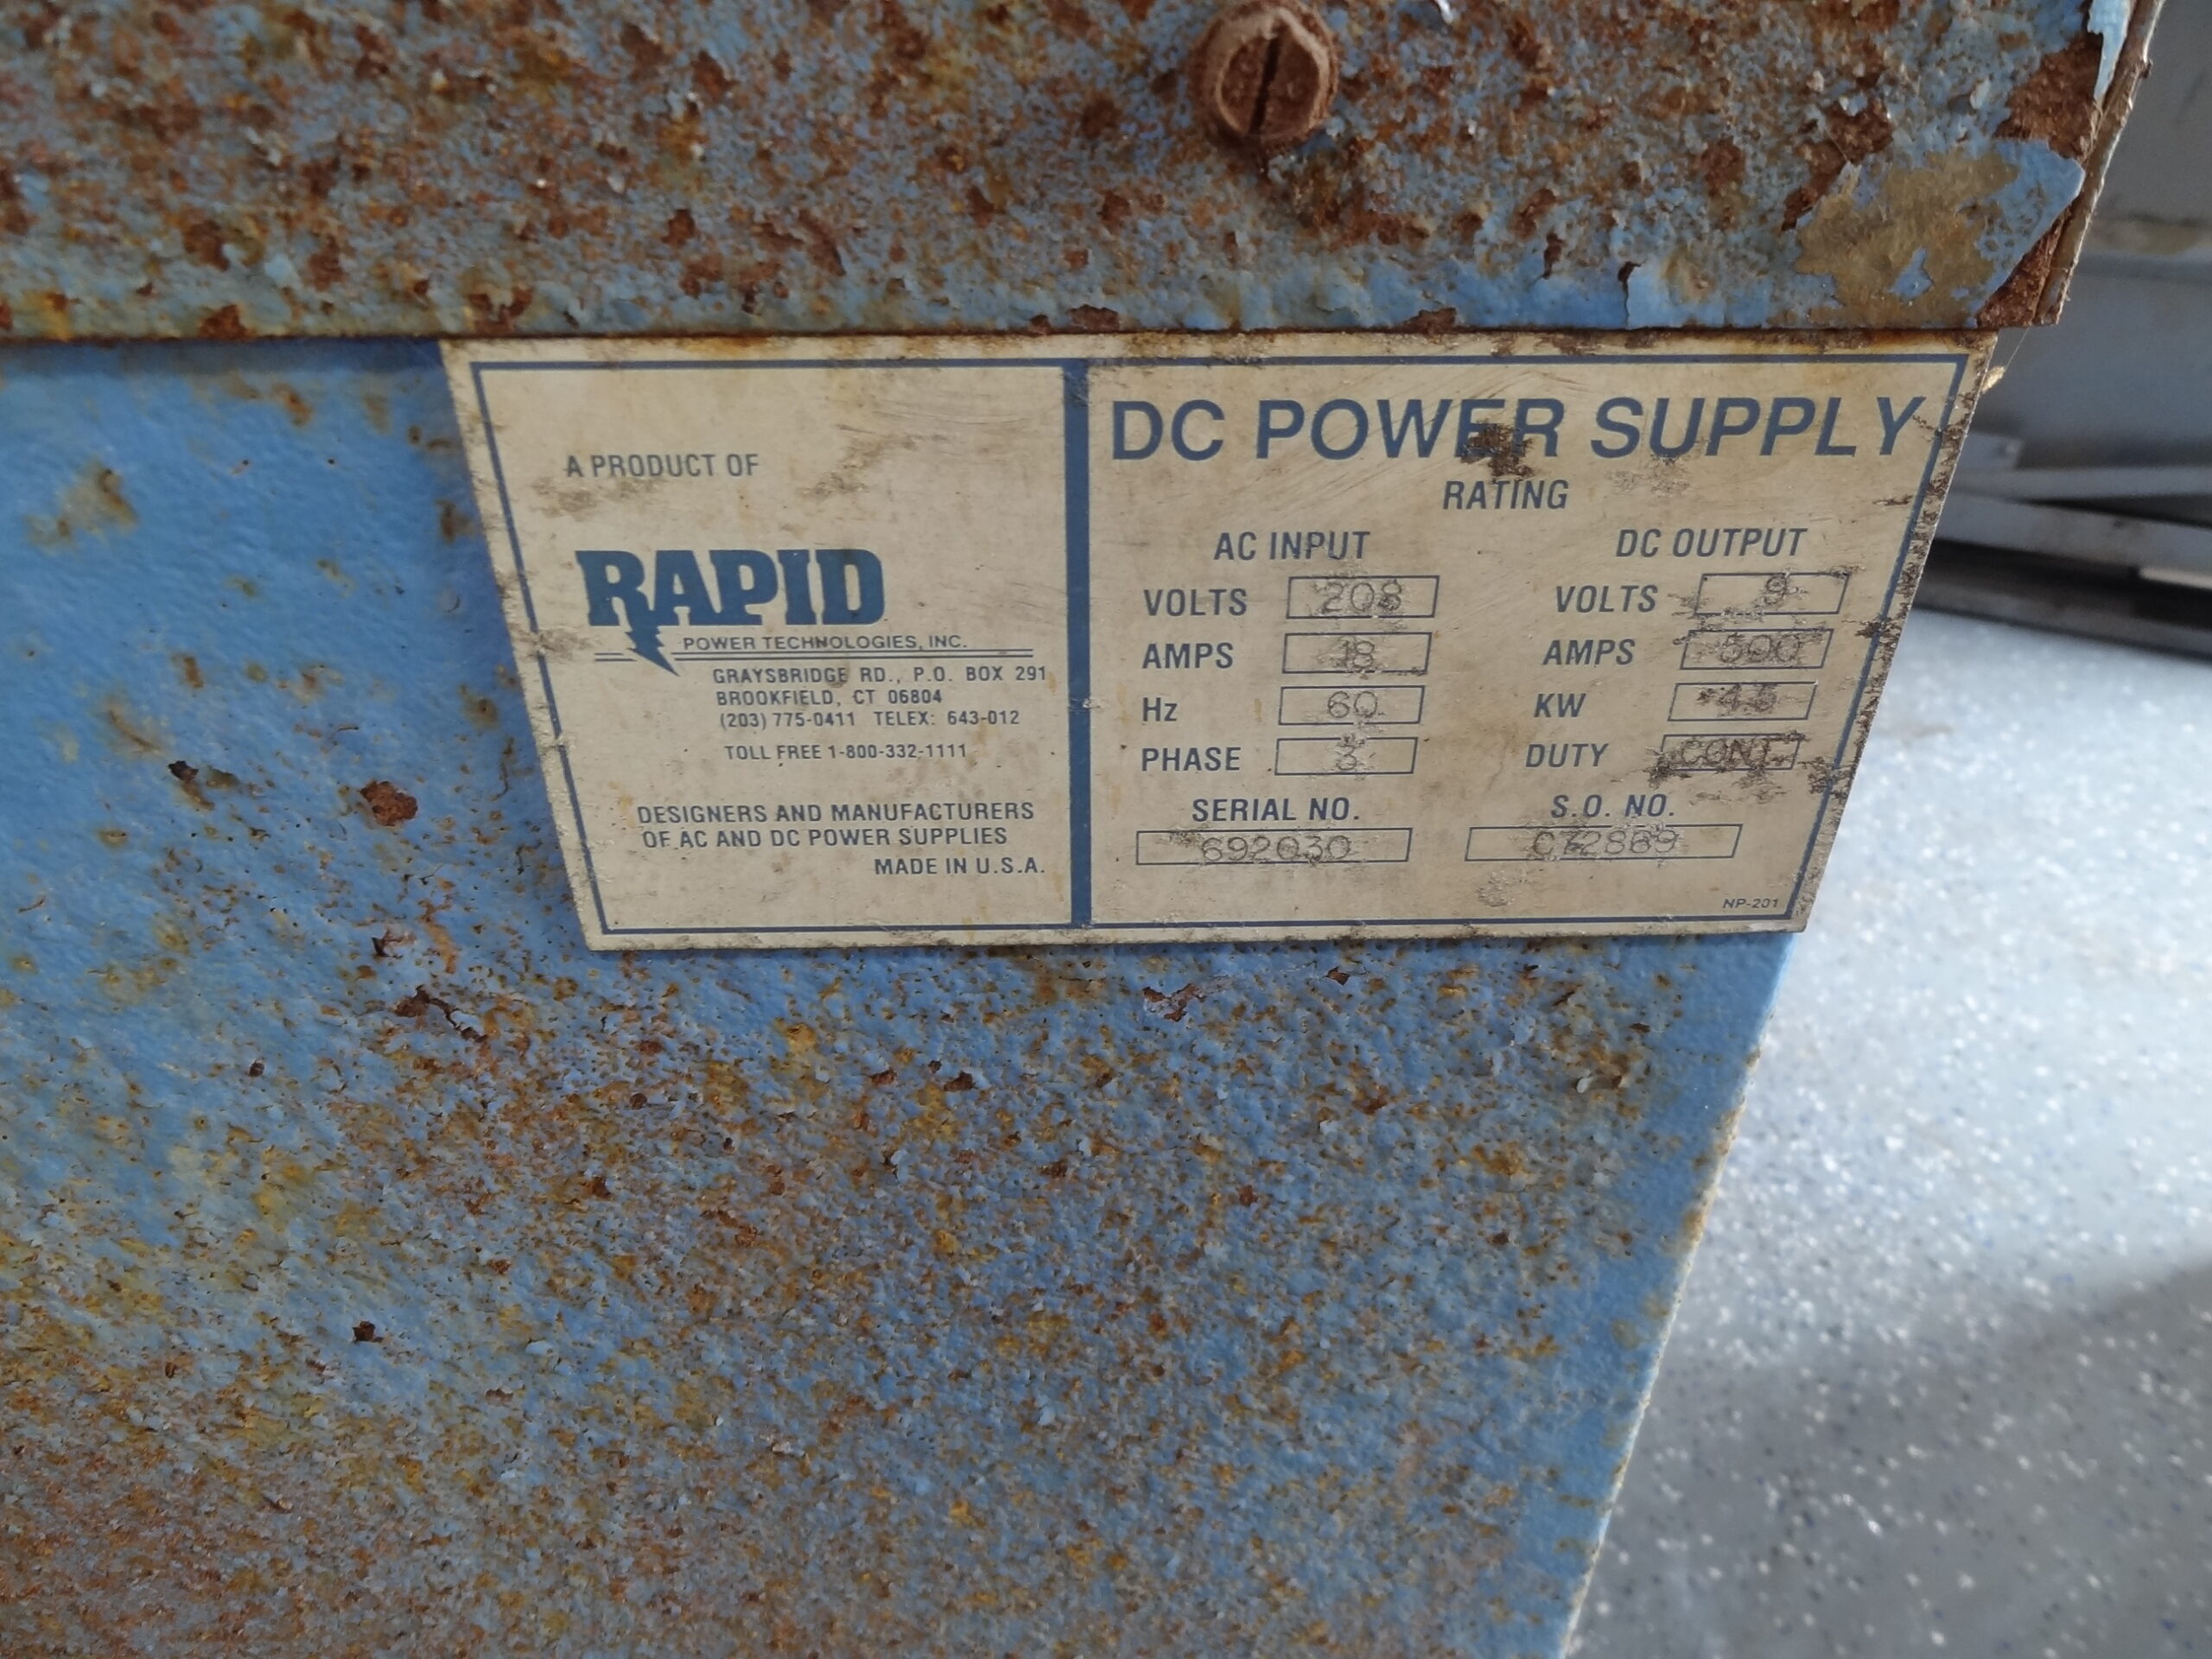 A PRODUCT OF
RAPID
POWER TECHNOLOGIES, INC.
GRAYSBRIDGE RD., P.O. BOX 291
BROOKFIELD, CT 06804
(203) 775-0411 TELEX: 643-012
TOLL FREE 1-800-332-1111
DESIGNERS AND MANUFACTURERS
OF AC AND DC POWER SUPPLIES
MADE IN U.S.A.
DC POWER SUPPLY
RATING
AC INPUT
VOLTS 208
AMPS 18
Hz 60
PHASE 3
SERIAL NO.
692030
DC OUTPUT
VOLTS 9
AMPS 500
KW 4.5
DUTY CONT.
S.O. NO.
C72869
NP-201